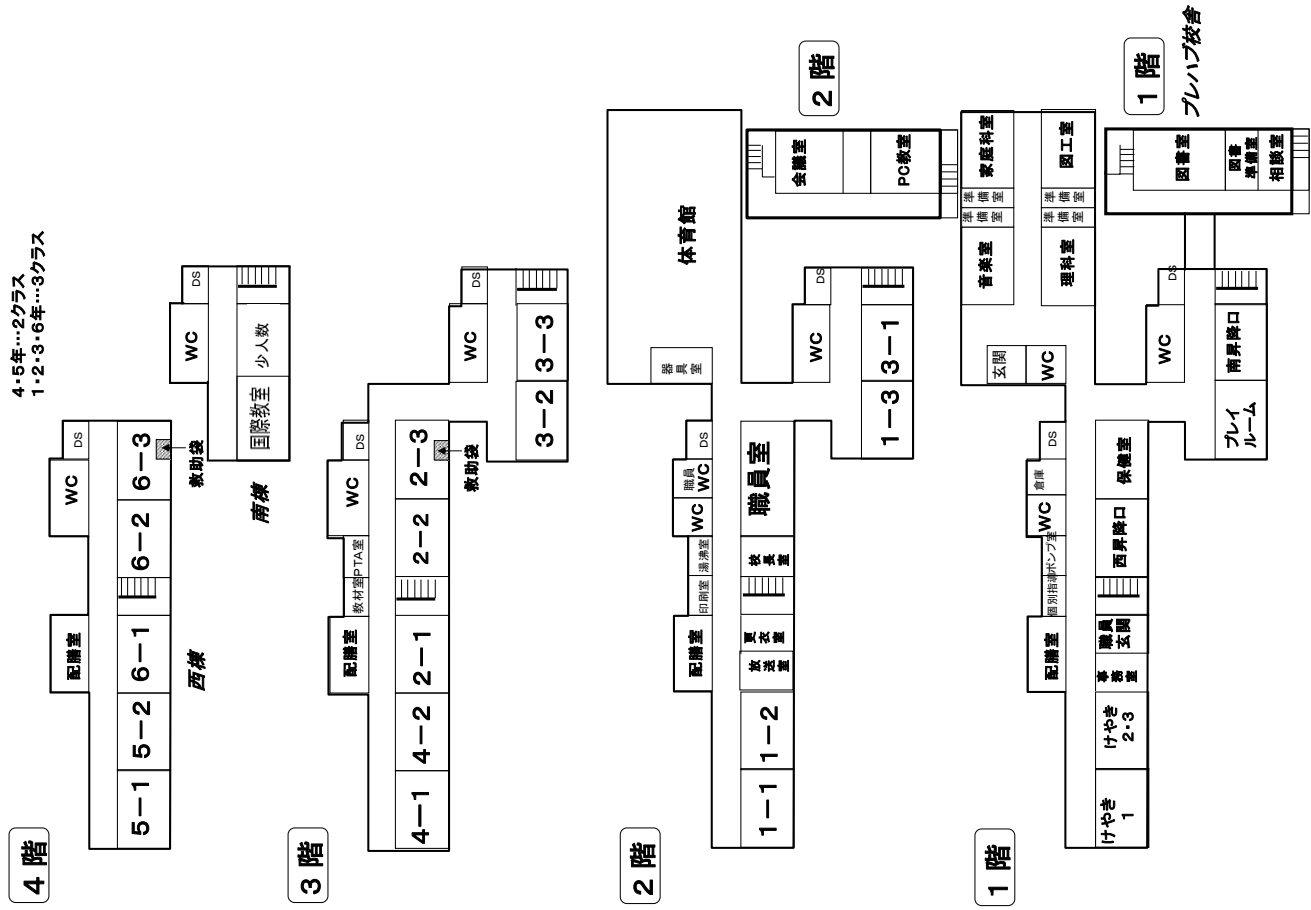 4・5年…2クラス
1・2・3・6年…3クラス
4階
配膳室
WC
DS
5－1
5－2
6－1
6－2
6－3
救助袋
西棟
WC
DS
国際教室
少人数
南棟
3階
配膳室
教材室
PTA室
WC
DS
4－1
4－2
2－1
2－2
2－3
救助袋
WC
DS
3－2
3－3
2階
配膳室
印刷室
湯沸室
WC
職員
WC
DS
器具室
体育館
1－1
1－2
放送室
更衣室
校長室
職員室
WC
DS
1－3
3－1
2階
会議室
PC教室
1階
配膳室
個別指導
ポンプ室
WC
倉庫
DS
玄関
WC
音楽室
準備室
準備室
家庭科室
理科室
準備室
準備室
図工室
けやき
1
けやき
2・3
事務室
職員
玄関
西昇降口
保健室
WC
DS
プレイ
ルーム
南昇降口
1階
プレハブ校舎
図書室
図書
準備室
相談室